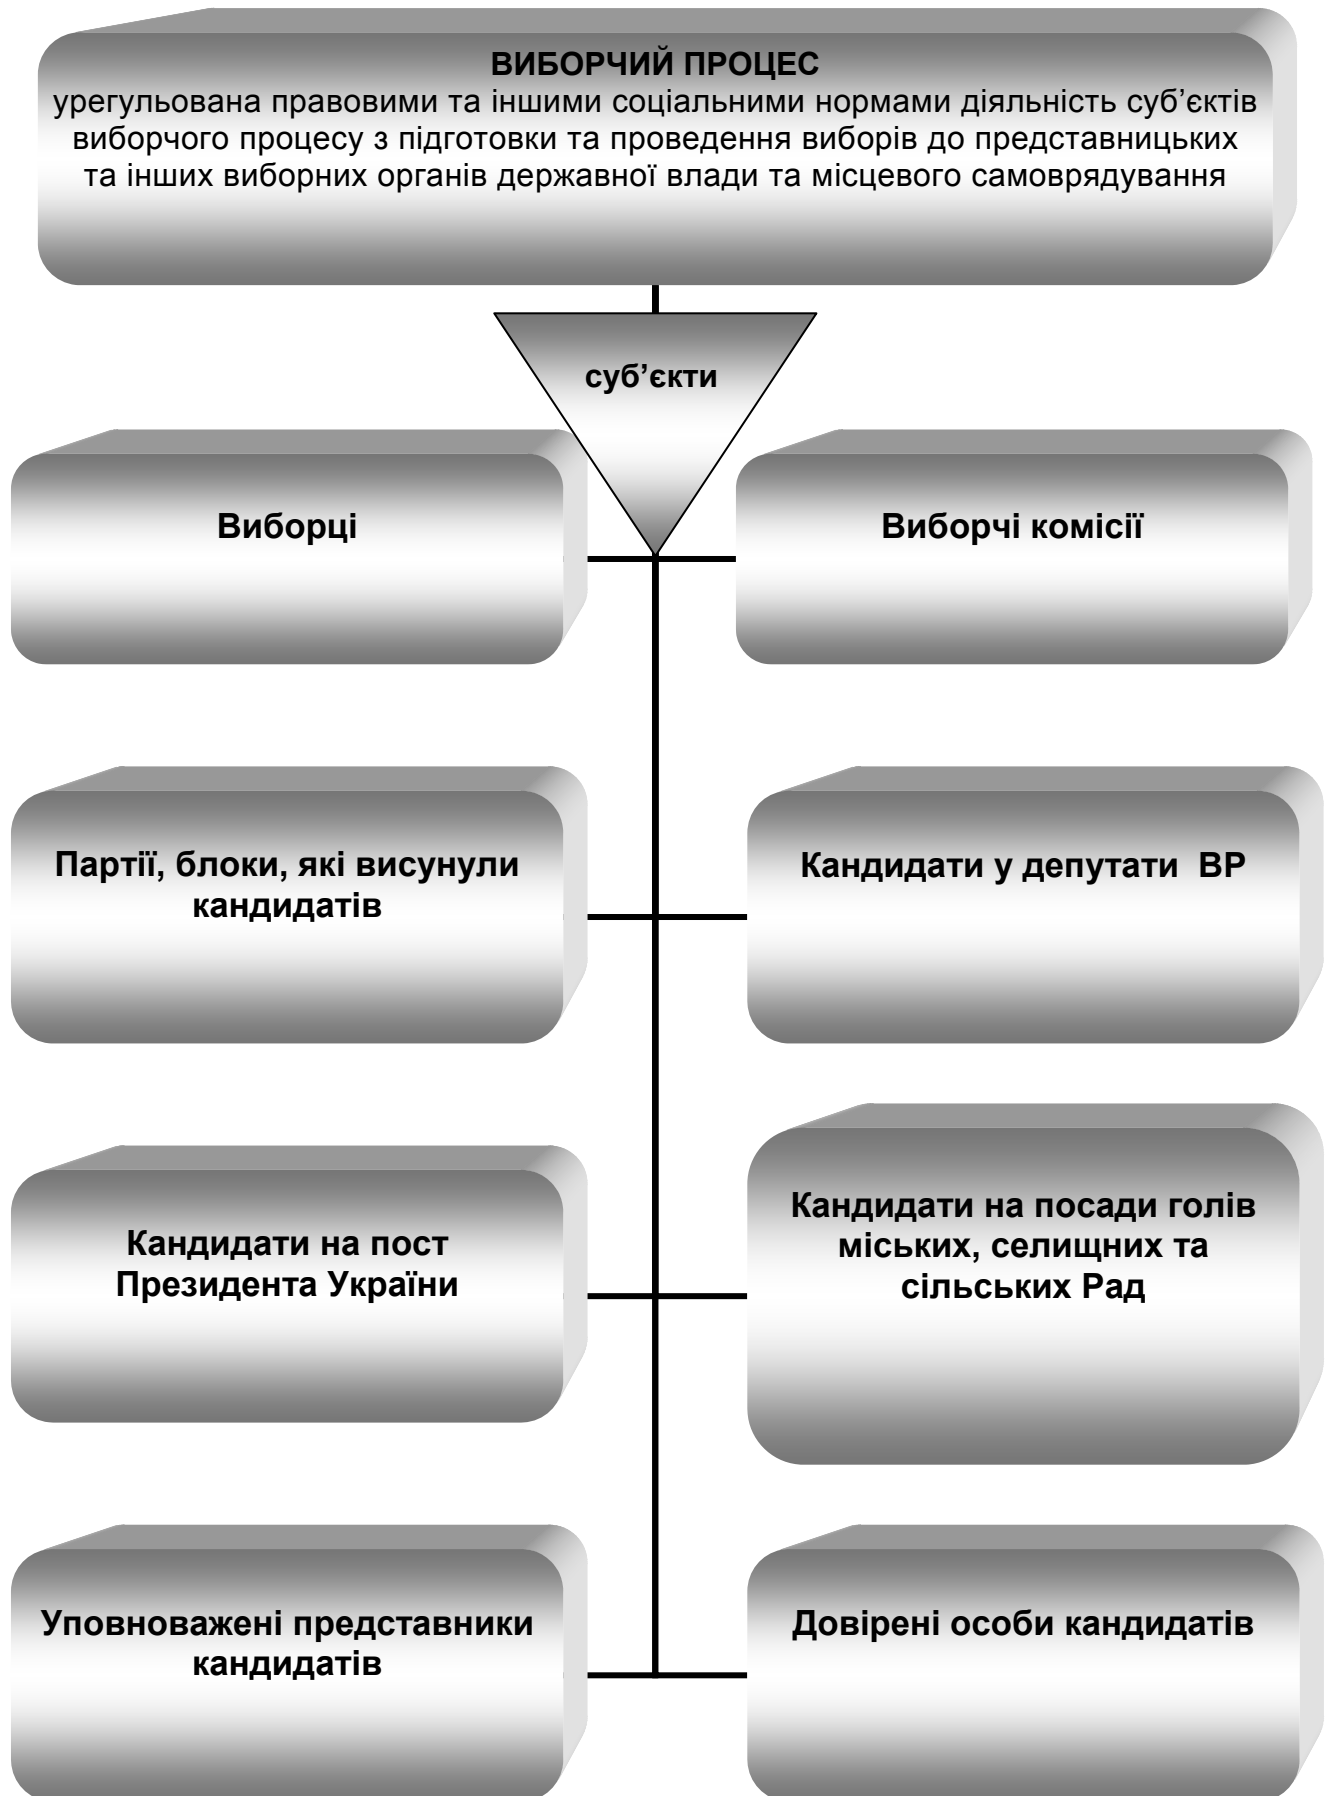 ВИБОРЧИЙ ПРОЦЕС
урегульована правовими та іншими соціальними нормами діяльність суб’єктів
виборчого процесу з підготовки та проведення виборів до представницьких
та інших виборних органів державної влади та місцевого самоврядування
суб’єкти
Виборці
Виборчі комісії
Партії, блоки, які висунули
кандидатів
Кандидати у депутати  ВР
Кандидати на пост
Президента України
Кандидати на посади голів
міських, селищних та
сільських Рад
Уповноважені представники
кандидатів
Довірені особи кандидатів